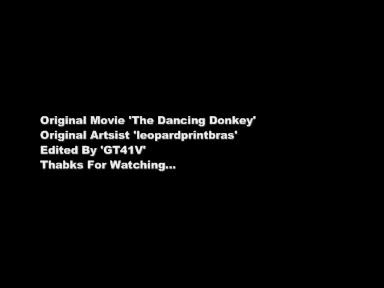 Original Movie 'The Dancing Donkey'
Original Artsist 'leopardprintbras'
Edited By 'GT41V'
Thabks For Watching...